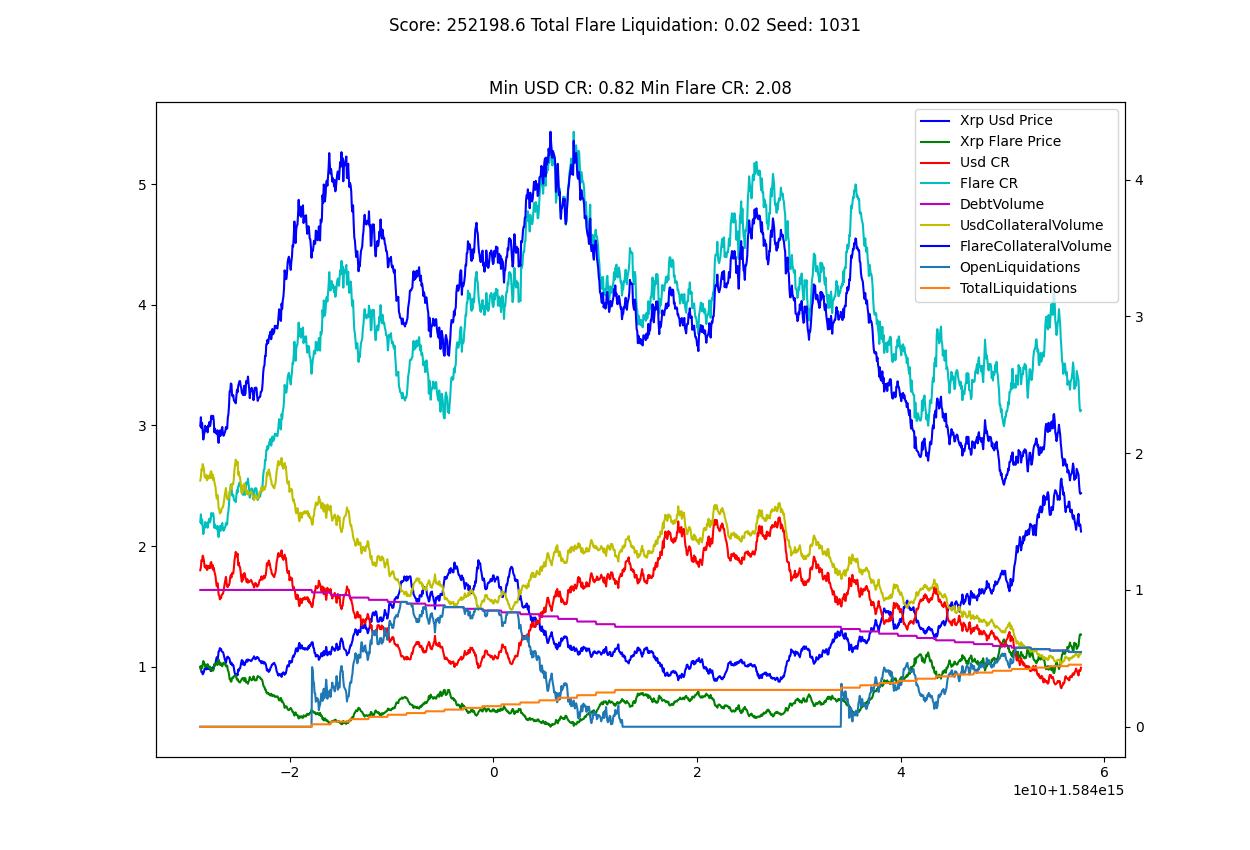 Score: 252198.6 Total Flare Liquidation: 0.02 Seed: 1031
Min USD CR: 0.82 Min Flare CR: 2.08
Xrp Usd Price
Xrp Flare Price
Usd CR
Flare CR
DebtVolume
UsdCollateralVolume
FlareCollateralVolume
OpenLiquidations
TotalLiquidations
5
4
3
2
1
4
3
2
1
0
−2
0
2
4
6
1e10+1.584e15